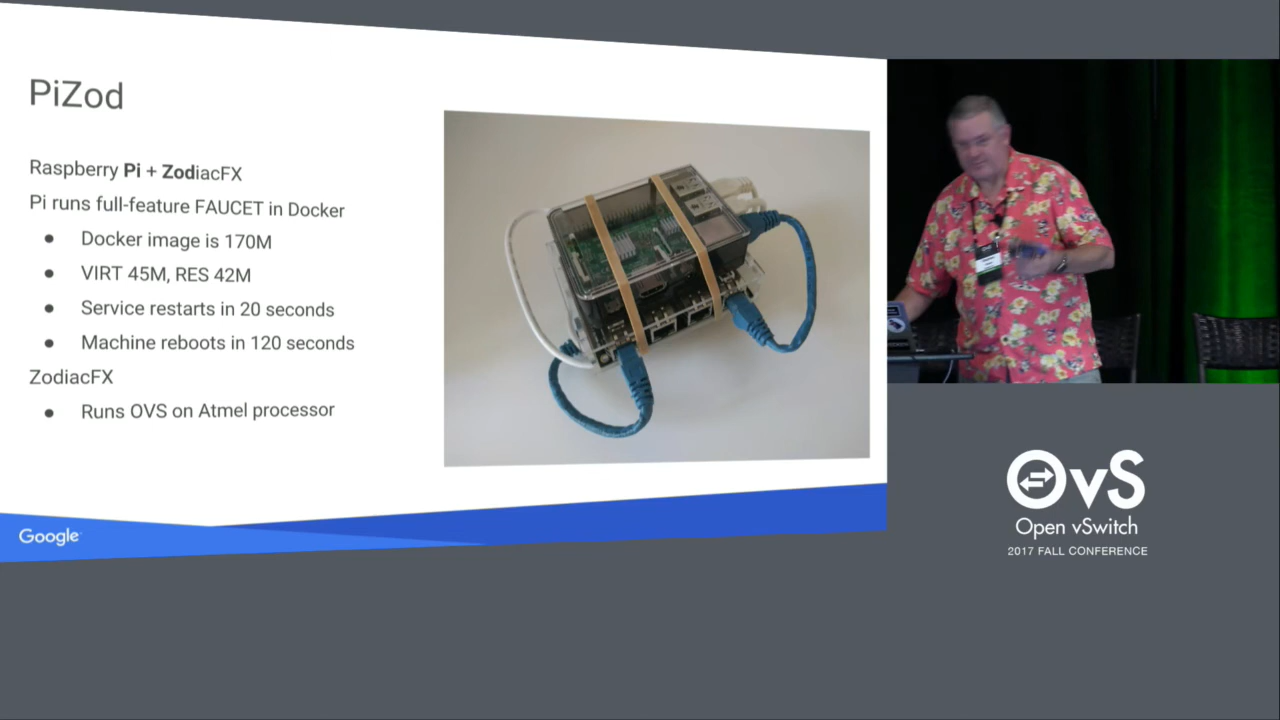 PiZod
Raspberry Pi + ZodiacFX
Pi runs full-feature FAUCET in Docker
● Docker image is 170M
● VIRT 45M, RES 42M
● Service restarts in 20 seconds
● Machine reboots in 120 seconds
ZodiacFX
● Runs OVS on Atmel processor
Google
OvS
Open vSwitch
2017 FALL CONFERENCE